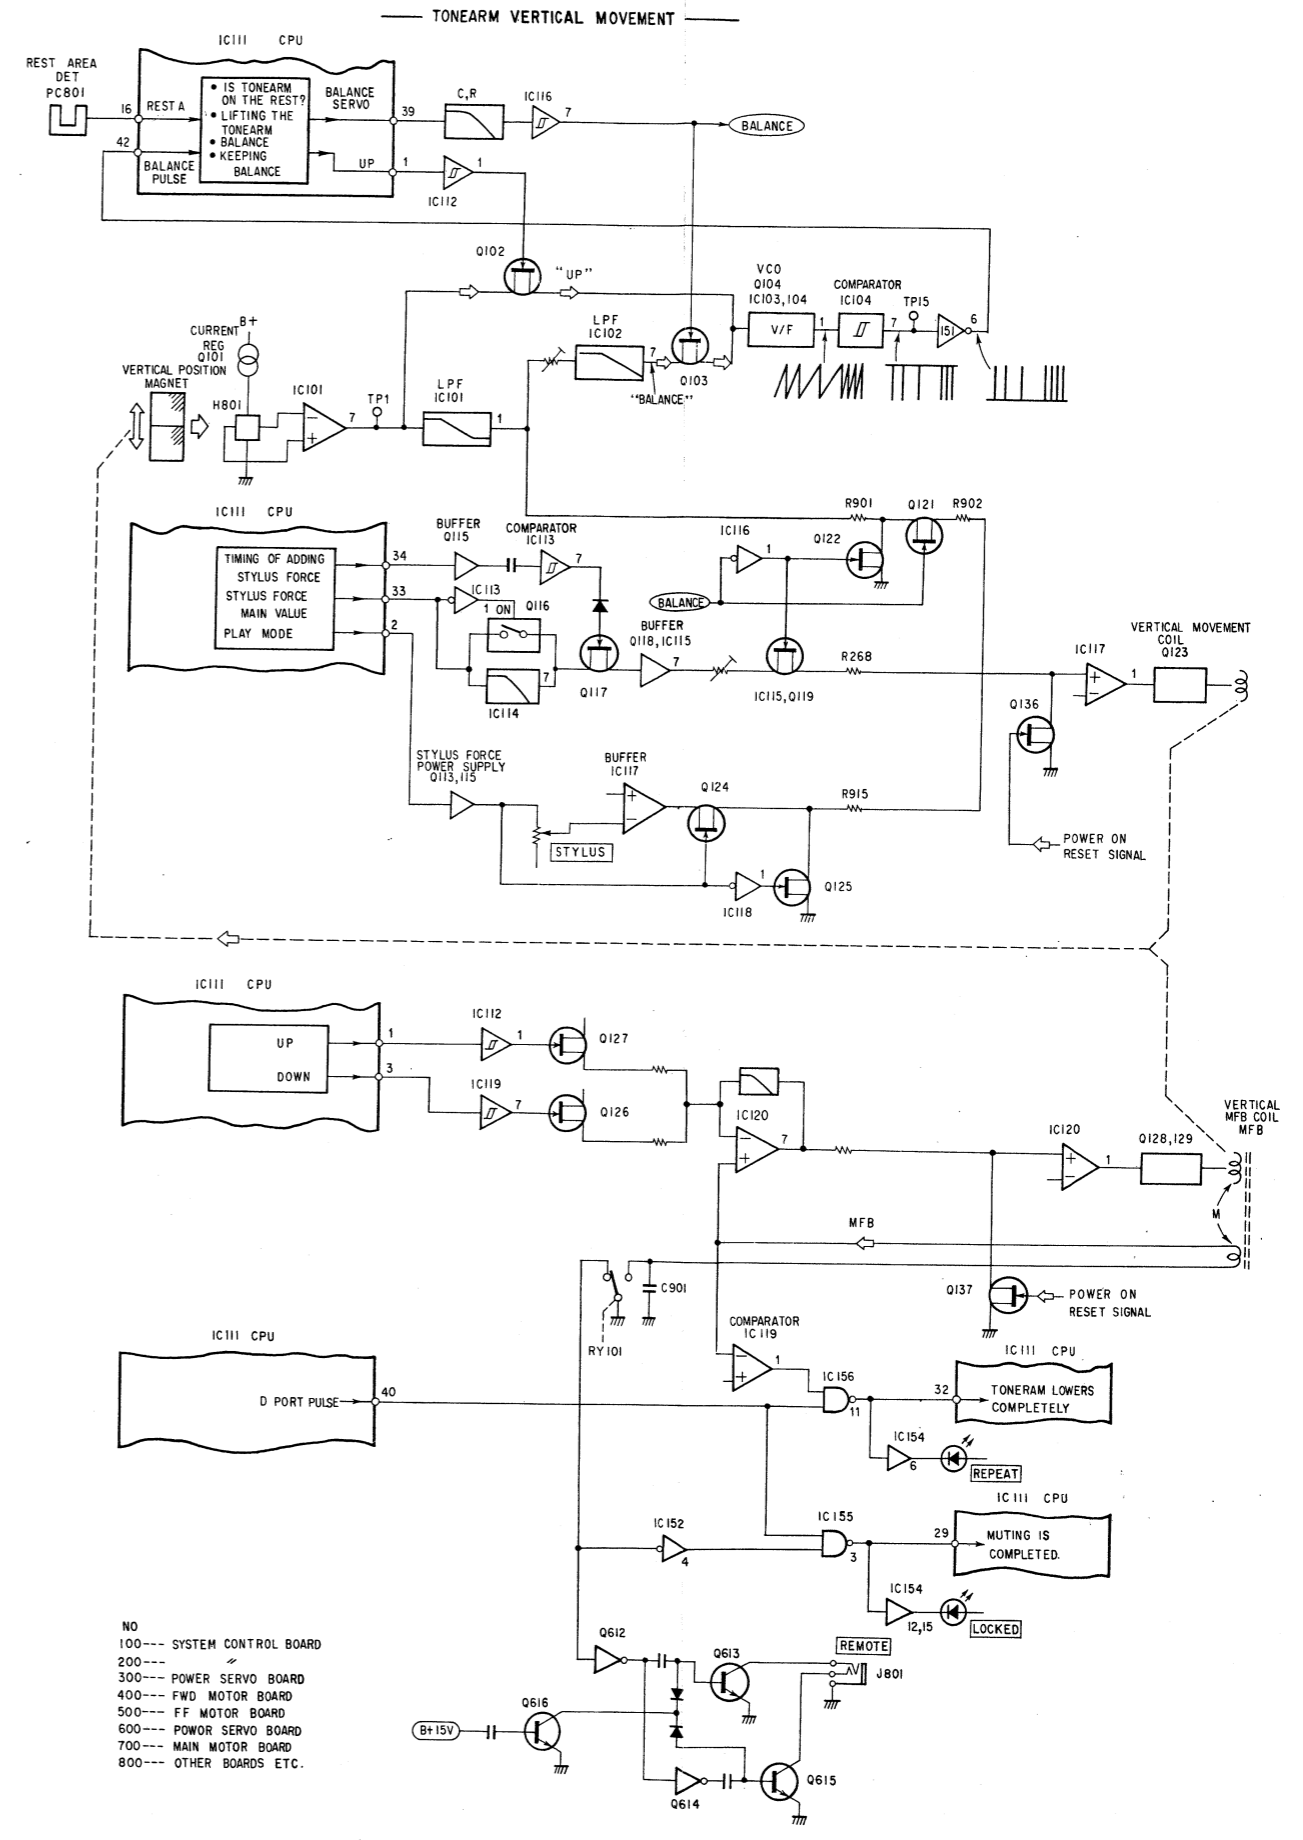 TONEARM VERTICAL MOVEMENT
IC111 CPU
REST AREA
DET
PC801
16
REST A
42
BALANCE
PULSE
• IS TONEARM
ON THE REST?
• LIFTING THE
TONEARM
• BALANCE
• KEEPING
BALANCE
BALANCE
SERVO
39
UP
1
C,R
IC116
7
BALANCE
1
IC112
Q102
"UP"
VCO
Q104
IC103,104
V/F
1
COMPARATOR
IC104
7
TP15
151
6
B+
CURRENT
REG
Q101
VERTICAL POSITION
MAGNET
H801
IC101
-
+
7
TP1
LPF
IC101
1
LPF
IC102
7
"BALANCE"
Q103
IC111 CPU
TIMING OF ADDING
STYLUS FORCE
STYLUS FORCE
MAIN VALUE
PLAY MODE
34
33
2
BUFFER
Q115
COMPARATOR
IC113
7
IC113
1
ON
Q116
7
IC114
Q117
BUFFER
Q118,IC115
7
IC116
1
BALANCE
Q122
R901
Q121
R902
IC115,Q119
R268
IC117
+
-
1
VERTICAL MOVEMENT
COIL
Q123
Q136
POWER ON
RESET SIGNAL
STYLUS FORCE
POWER SUPPLY
Q113,115
STYLUS
BUFFER
IC117
+
-
Q124
R915
IC118
1
Q125
IC111 CPU
UP
DOWN
1
3
IC112
1
Q127
IC119
7
Q126
IC120
-
+
7
IC120
+
-
1
Q128,129
VERTICAL
MFB COIL
MFB
M
MFB
C901
RY101
Q137
POWER ON
RESET SIGNAL
COMPARATOR
IC119
-
+
1
IC111 CPU
D PORT PULSE
40
IC156
11
32
IC111 CPU
TONERAM LOWERS
COMPLETELY
IC154
6
REPEAT
IC152
4
IC155
3
29
IC111 CPU
MUTING IS
COMPLETED.
IC154
12,15
LOCKED
Q612
Q613
REMOTE
J801
B+15V
Q616
Q614
Q615
NO
100--- SYSTEM CONTROL BOARD
200--- 〃
300--- POWER SERVO BOARD
400--- FWD MOTOR BOARD
500--- FF MOTOR BOARD
600--- POWOR SERVO BOARD
700--- MAIN MOTOR BOARD
800--- OTHER BOARDS ETC.